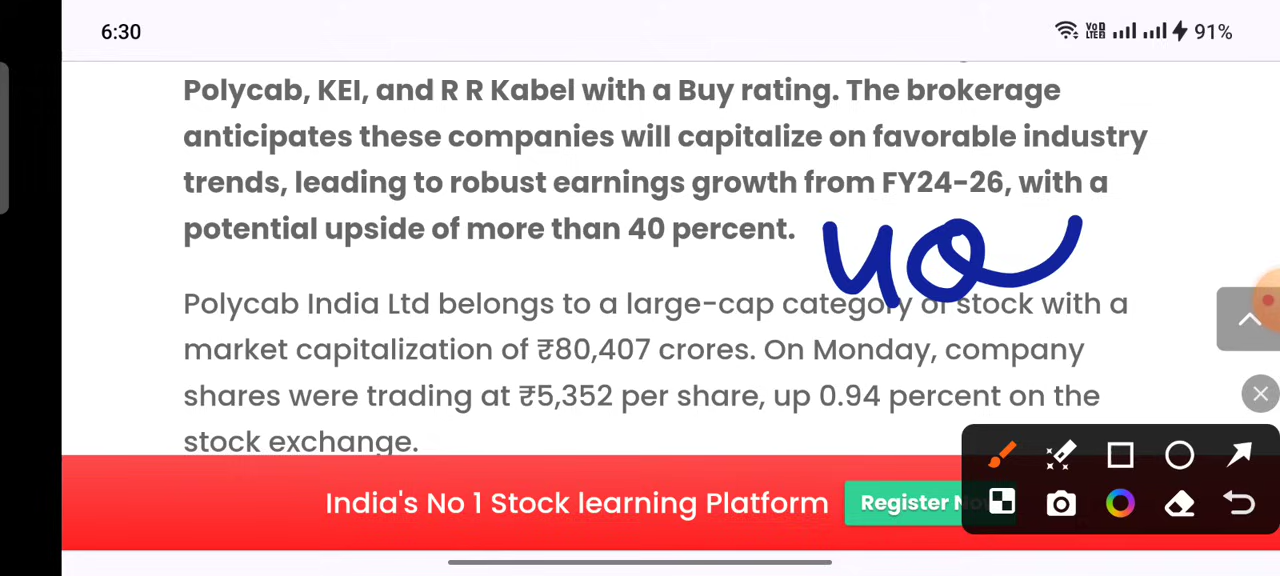 6:30 91%
Polycab, KEI, and R R Kabel with a Buy rating. The brokerage
anticipates these companies will capitalize on favorable industry
trends, leading to robust earnings growth from FY24-26, with a
potential upside of more than 40 percent.
40
Polycab India Ltd belongs to a large-cap category of stock with a
market capitalization of ₹80,407 crores. On Monday, company
shares were trading at ₹5,352 per share, up 0.94 percent on the
stock exchange.
India's No 1 Stock learning Platform Register